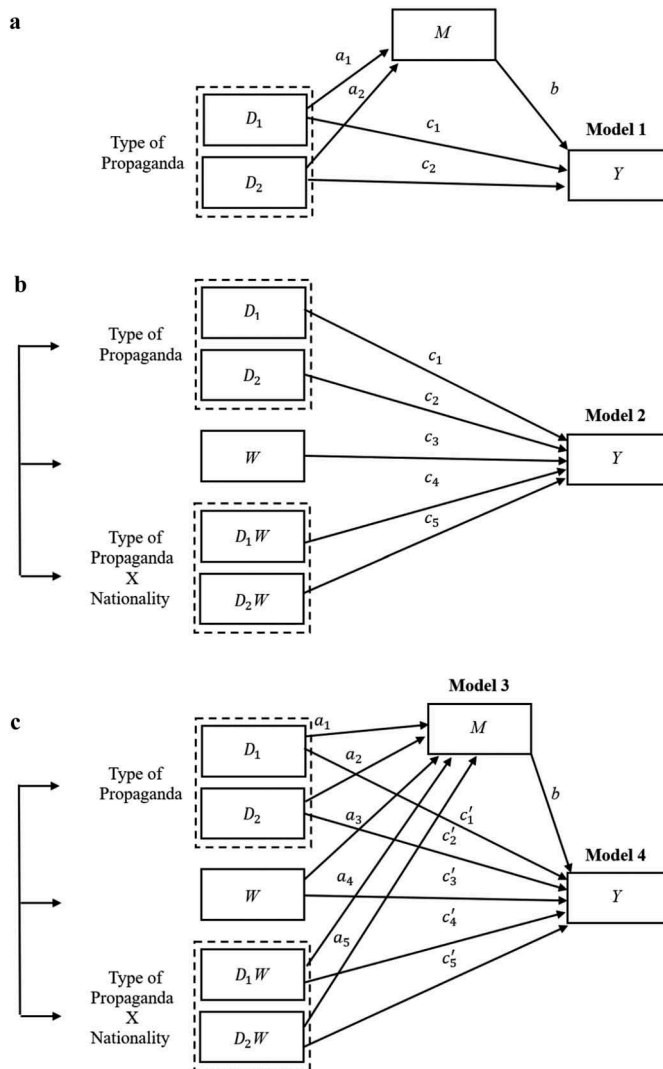 a
M
a₁
a₂
b
D₁
c₁
Model 1
Type of
Propaganda
Y
D₂
c₂
b
D₁
Type of
Propaganda
c₁
D₂
c₂
Model 2
W
c₃
Y
c₄
Type of
Propaganda
X
Nationality
D₁W
c₅
D₂W
Model 3
c
a₁
M
D₁
a₂
Type of
Propaganda
b
D₂
a₃
c′₁
c′₂
Model 4
W
a₄
c′₃
Y
c′₄
a₅
Type of
Propaganda
X
Nationality
D₁W
c′₅
D₂W